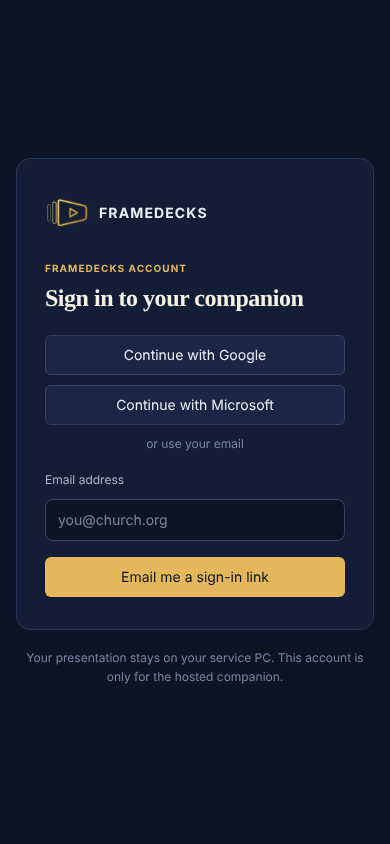 FRAMEDECKS
FRAMEDECKS ACCOUNT
Sign in to your companion
Continue with Google
Continue with Microsoft
or use your email
Email address
you@church.org
Email me a sign-in link
Your presentation stays on your service PC. This account is
only for the hosted companion.